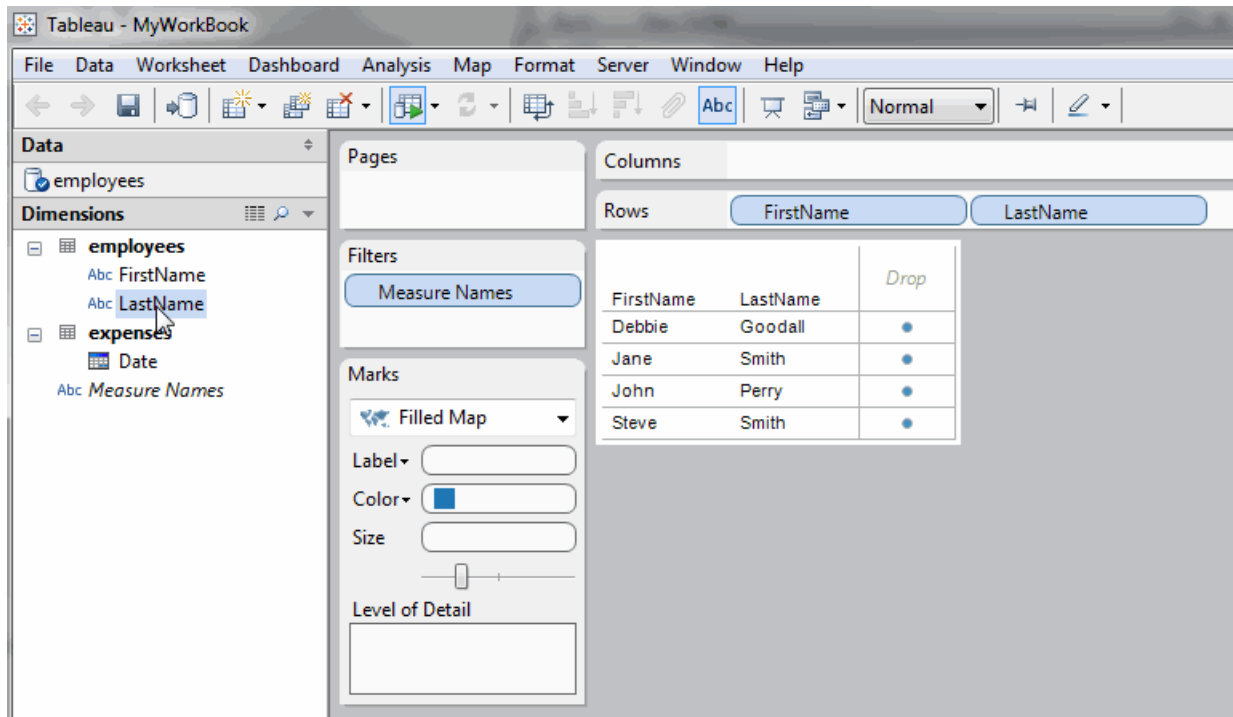 Tableau - MyWorkBook
File Data Worksheet Dashboard Analysis Map Format Server Window Help
Abc Normal
Data
employees
Dimensions
employees
Abc FirstName
Abc LastName
expenses
Date
Abc Measure Names
Pages
Filters
Measure Names
Marks
Filled Map
Label
Color
Size
Level of Detail
Columns
Rows FirstName LastName
FirstName LastName Drop
Debbie Goodall
Jane Smith
John Perry
Steve Smith